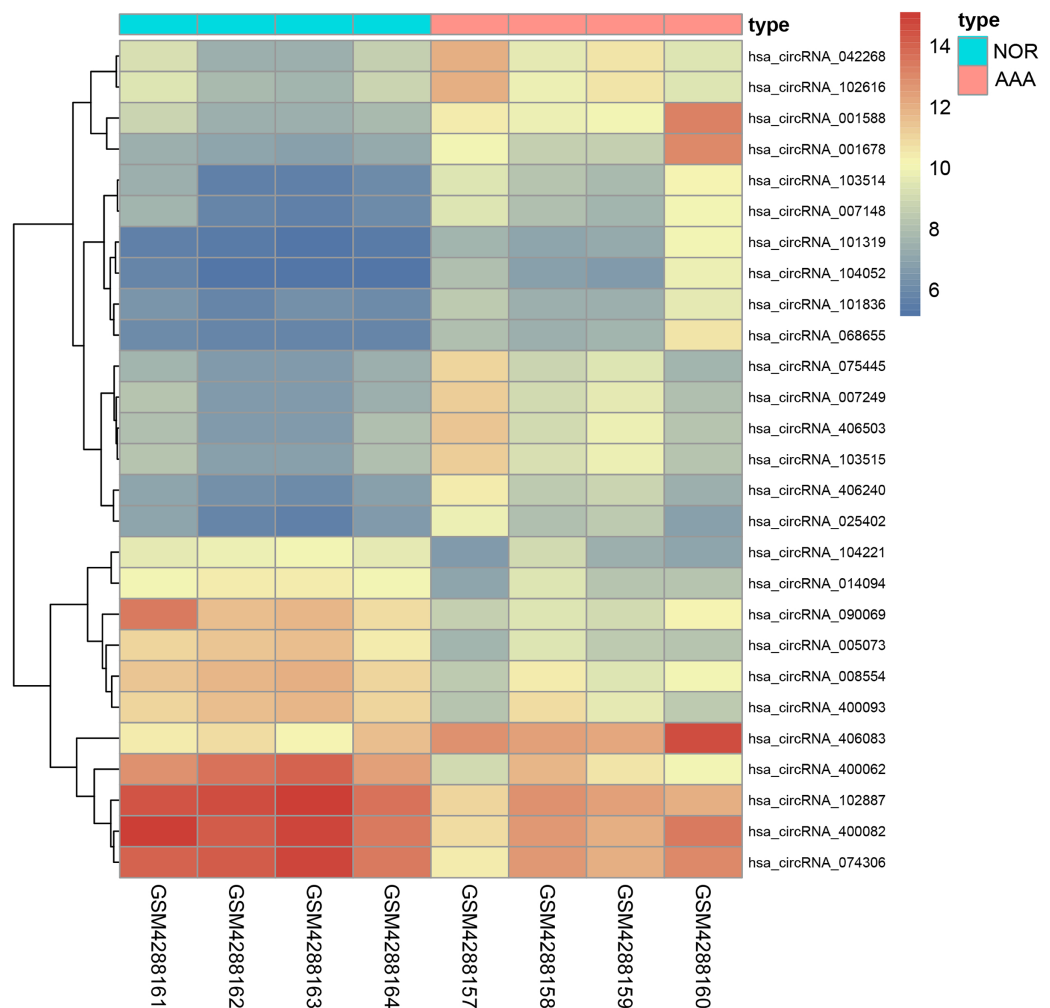 type
type
NOR
AAA
14
12
10
8
6
hsa_circRNA_042268
hsa_circRNA_102616
hsa_circRNA_001588
hsa_circRNA_001678
hsa_circRNA_103514
hsa_circRNA_007148
hsa_circRNA_101319
hsa_circRNA_104052
hsa_circRNA_101836
hsa_circRNA_068655
hsa_circRNA_075445
hsa_circRNA_007249
hsa_circRNA_406503
hsa_circRNA_103515
hsa_circRNA_406240
hsa_circRNA_025402
hsa_circRNA_104221
hsa_circRNA_014094
hsa_circRNA_090069
hsa_circRNA_005073
hsa_circRNA_008554
hsa_circRNA_400093
hsa_circRNA_406083
hsa_circRNA_400062
hsa_circRNA_102887
hsa_circRNA_400082
hsa_circRNA_074306
GSM4288161
GSM4288162
GSM4288163
GSM4288164
GSM4288157
GSM4288158
GSM4288159
GSM4288160